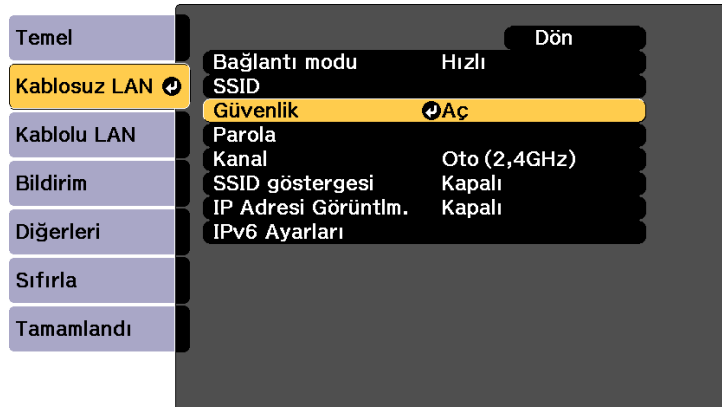 Temel
Kablosuz LAN
Kablolu LAN
Bildirim
Diğerleri
Sıfırla
Tamamlandı
Dön
Bağlantı modu Hızlı
SSID
Güvenlik Aç
Parola
Kanal Oto (2,4GHz)
SSID göstergesi Kapalı
IP Adresi Görüntlm. Kapalı
IPv6 Ayarları